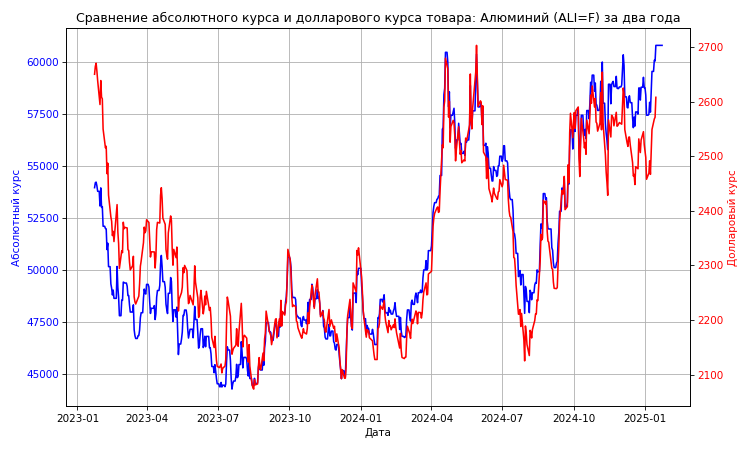 Сравнение абсолютного курса и долларового курса товара: Алюминий (ALI=F) за два года
60000
57500
55000
52500
50000
47500
45000
Абсолютный курс
2700
2600
2500
2400
2300
2200
2100
Долларовый курс
2023-01 2023-04 2023-07 2023-10 2024-01 2024-04 2024-07 2024-10 2025-01
Дата